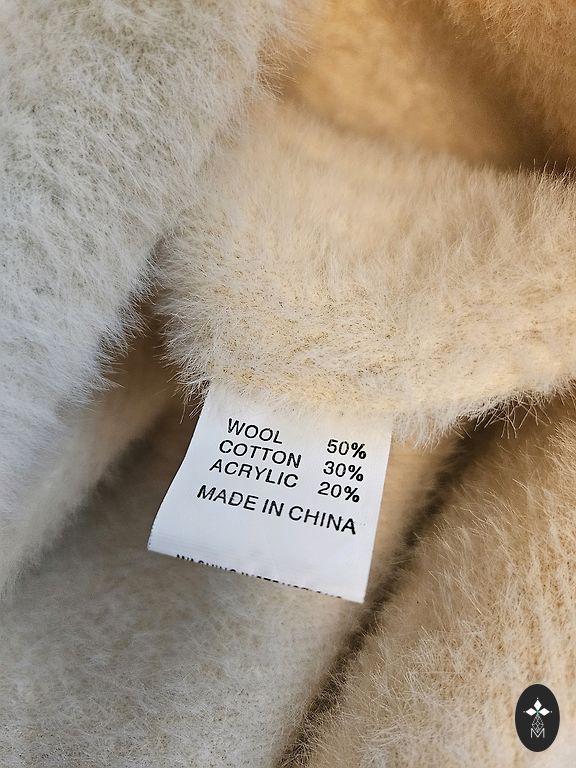 WOOL 50%
COTTON 30%
ACRYLIC 20%
MADE IN CHINA